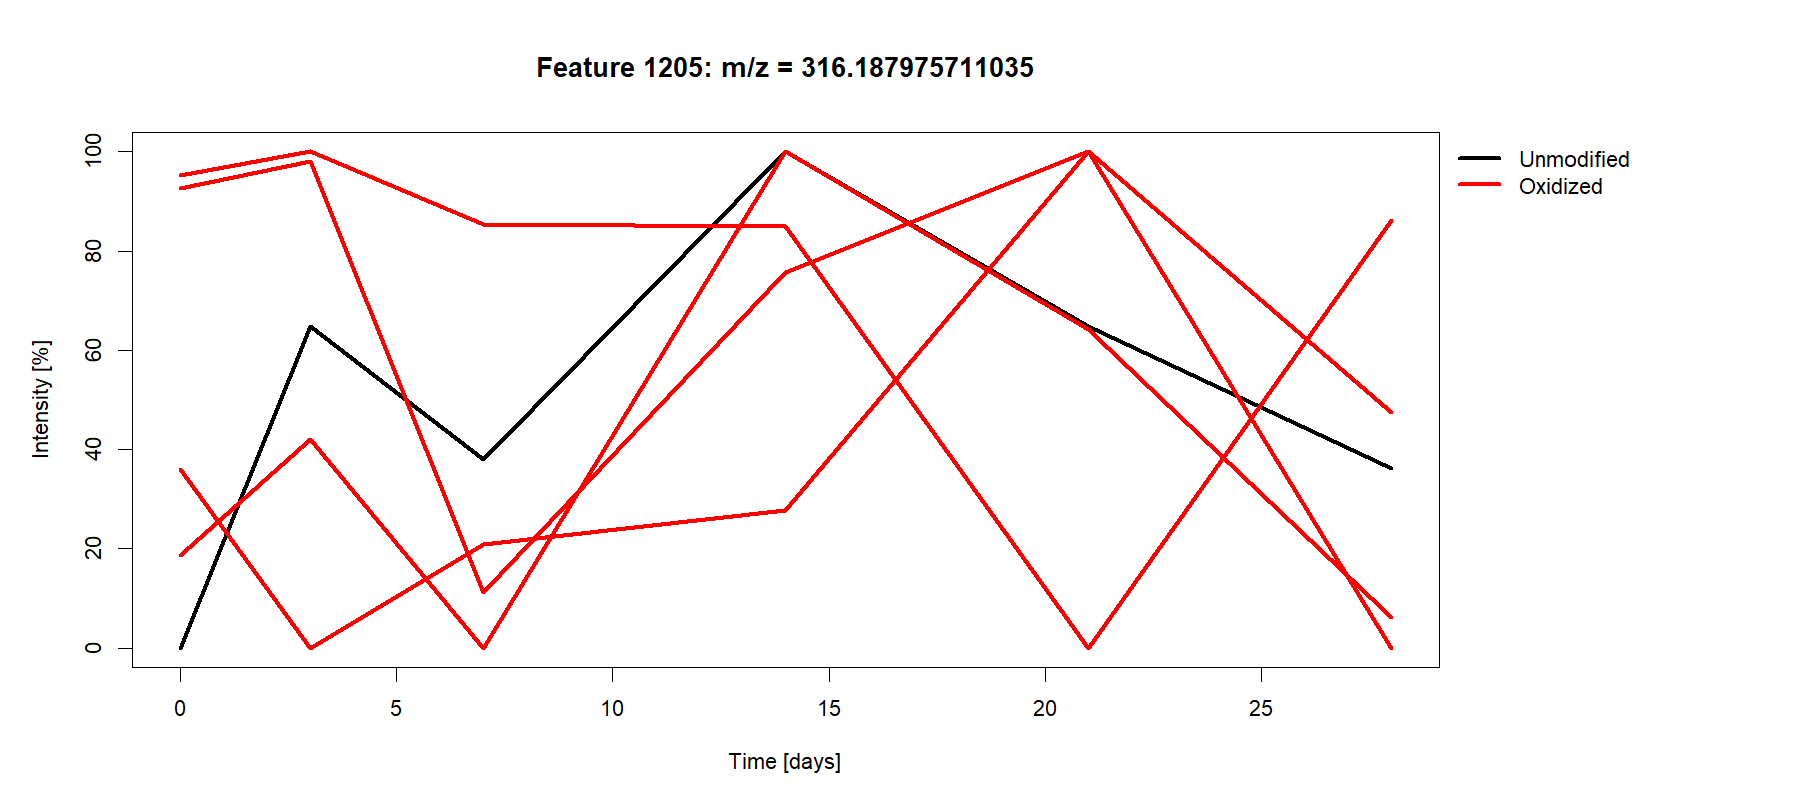 Feature 1205: m/z = 316.187975711035
Unmodified
Oxidized
Intensity [%]
100
80
60
40
20
0
0 5 10 15 20 25
Time [days]